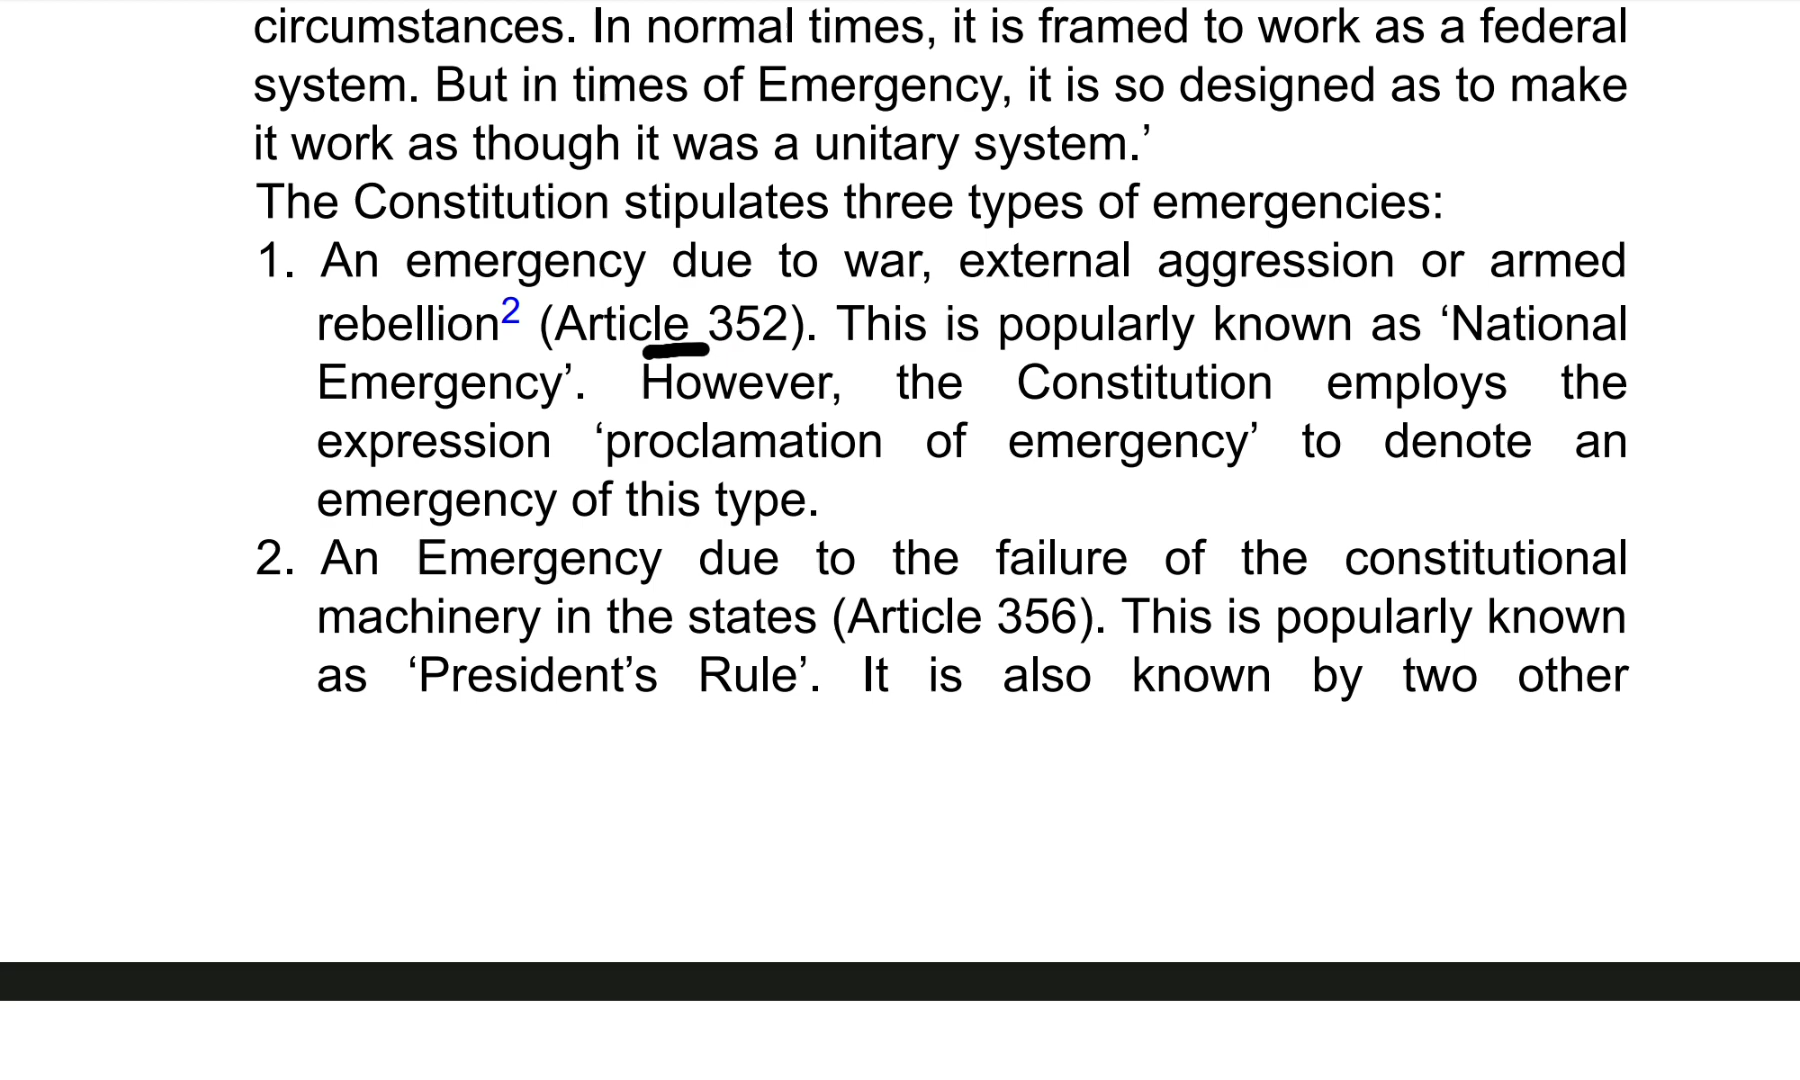 circumstances. In normal times, it is framed to work as a federal
system. But in times of Emergency, it is so designed as to make
it work as though it was a unitary system.’
The Constitution stipulates three types of emergencies:
1. An emergency due to war, external aggression or armed
rebellion2 (Article 352). This is popularly known as ‘National
Emergency’. However, the Constitution employs the
expression ‘proclamation of emergency’ to denote an
emergency of this type.
2. An Emergency due to the failure of the constitutional
machinery in the states (Article 356). This is popularly known
as ‘President’s Rule’. It is also known by two other